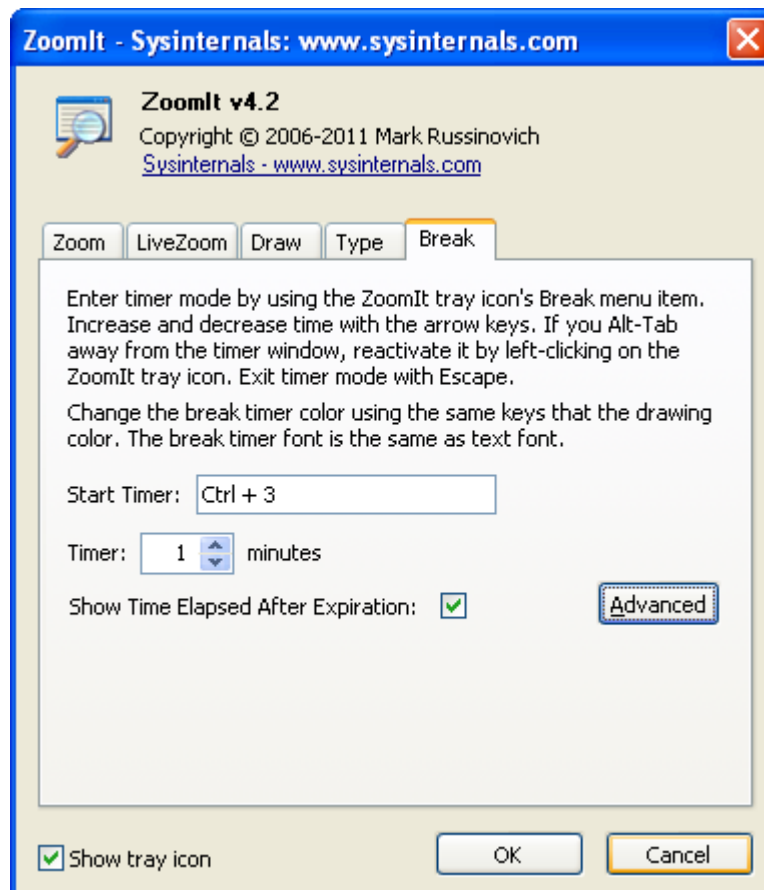 ZoomIt - Sysinternals: www.sysinternals.com
ZoomIt v4.2
Copyright © 2006-2011 Mark Russinovich
Sysinternals - www.sysinternals.com
Zoom LiveZoom Draw Type Break
Enter timer mode by using the ZoomIt tray icon's Break menu item.
Increase and decrease time with the arrow keys. If you Alt-Tab
away from the timer window, reactivate it by left-clicking on the
ZoomIt tray icon. Exit timer mode with Escape.
Change the break timer color using the same keys that the drawing
color. The break timer font is the same as text font.
Start Timer: Ctrl + 3
Timer: 1 minutes
Show Time Elapsed After Expiration: Advanced
Show tray icon OK Cancel